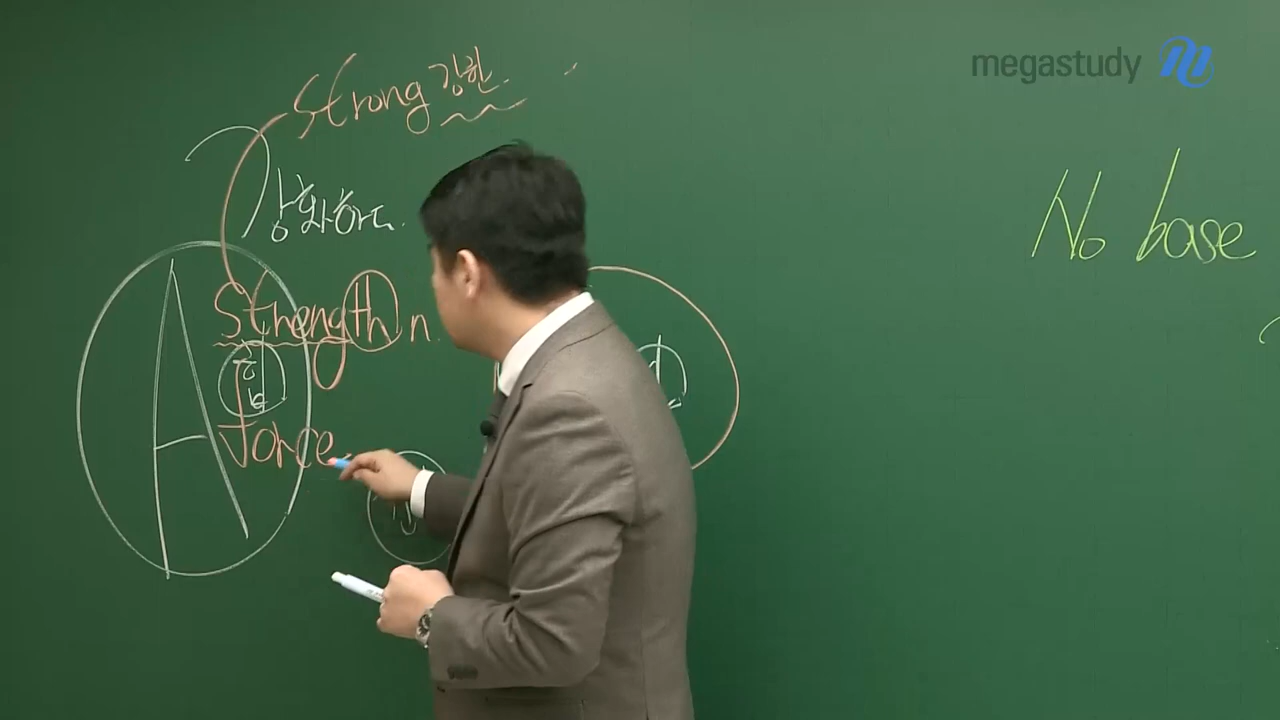 megastudy
Strong 강한
강화하다.
No base
A
Strength n
힘
force